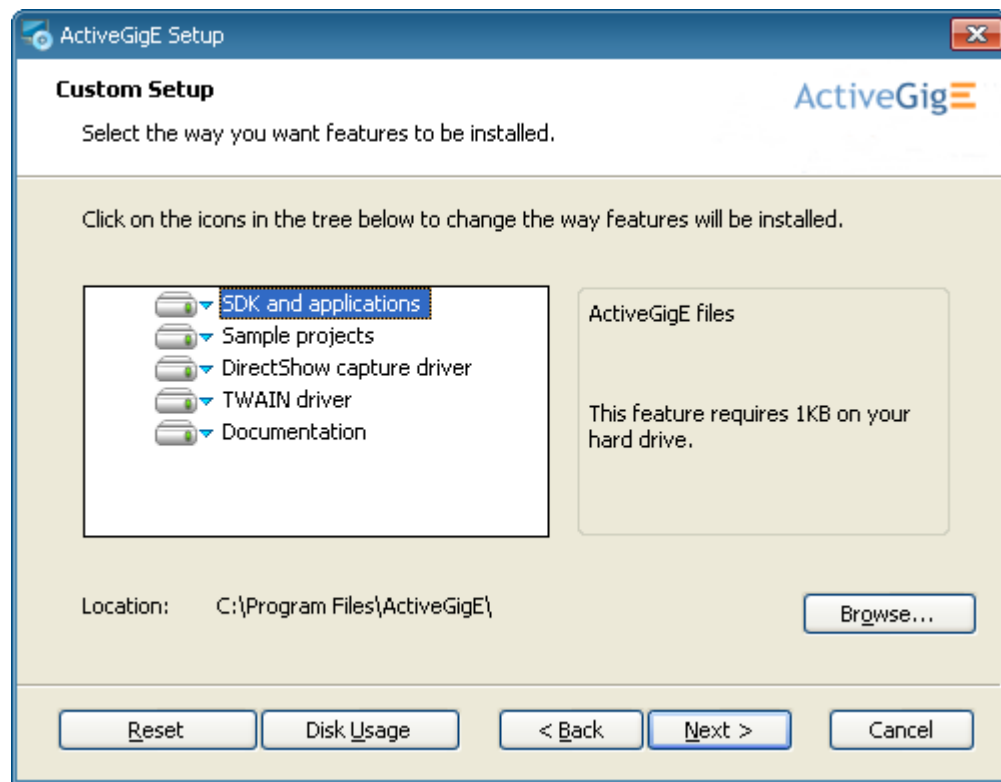 ActiveGigE Setup
Custom Setup
ActiveGigE
Select the way you want features to be installed.
Click on the icons in the tree below to change the way features will be installed.
SDK and applications
Sample projects
DirectShow capture driver
TWAIN driver
Documentation
ActiveGigE files
This feature requires 1KB on your
hard drive.
Location: C:\Program Files\ActiveGigE\
Browse...
Reset Disk Usage < Back Next > Cancel